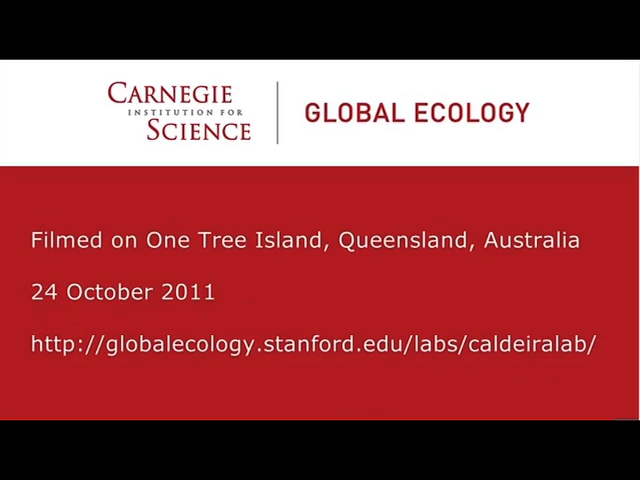 CARNEGIE
INSTITUTION FOR
SCIENCE
GLOBAL ECOLOGY
Filmed on One Tree Island, Queensland, Australia
24 October 2011
http://globalecology.stanford.edu/labs/caldeiralab/